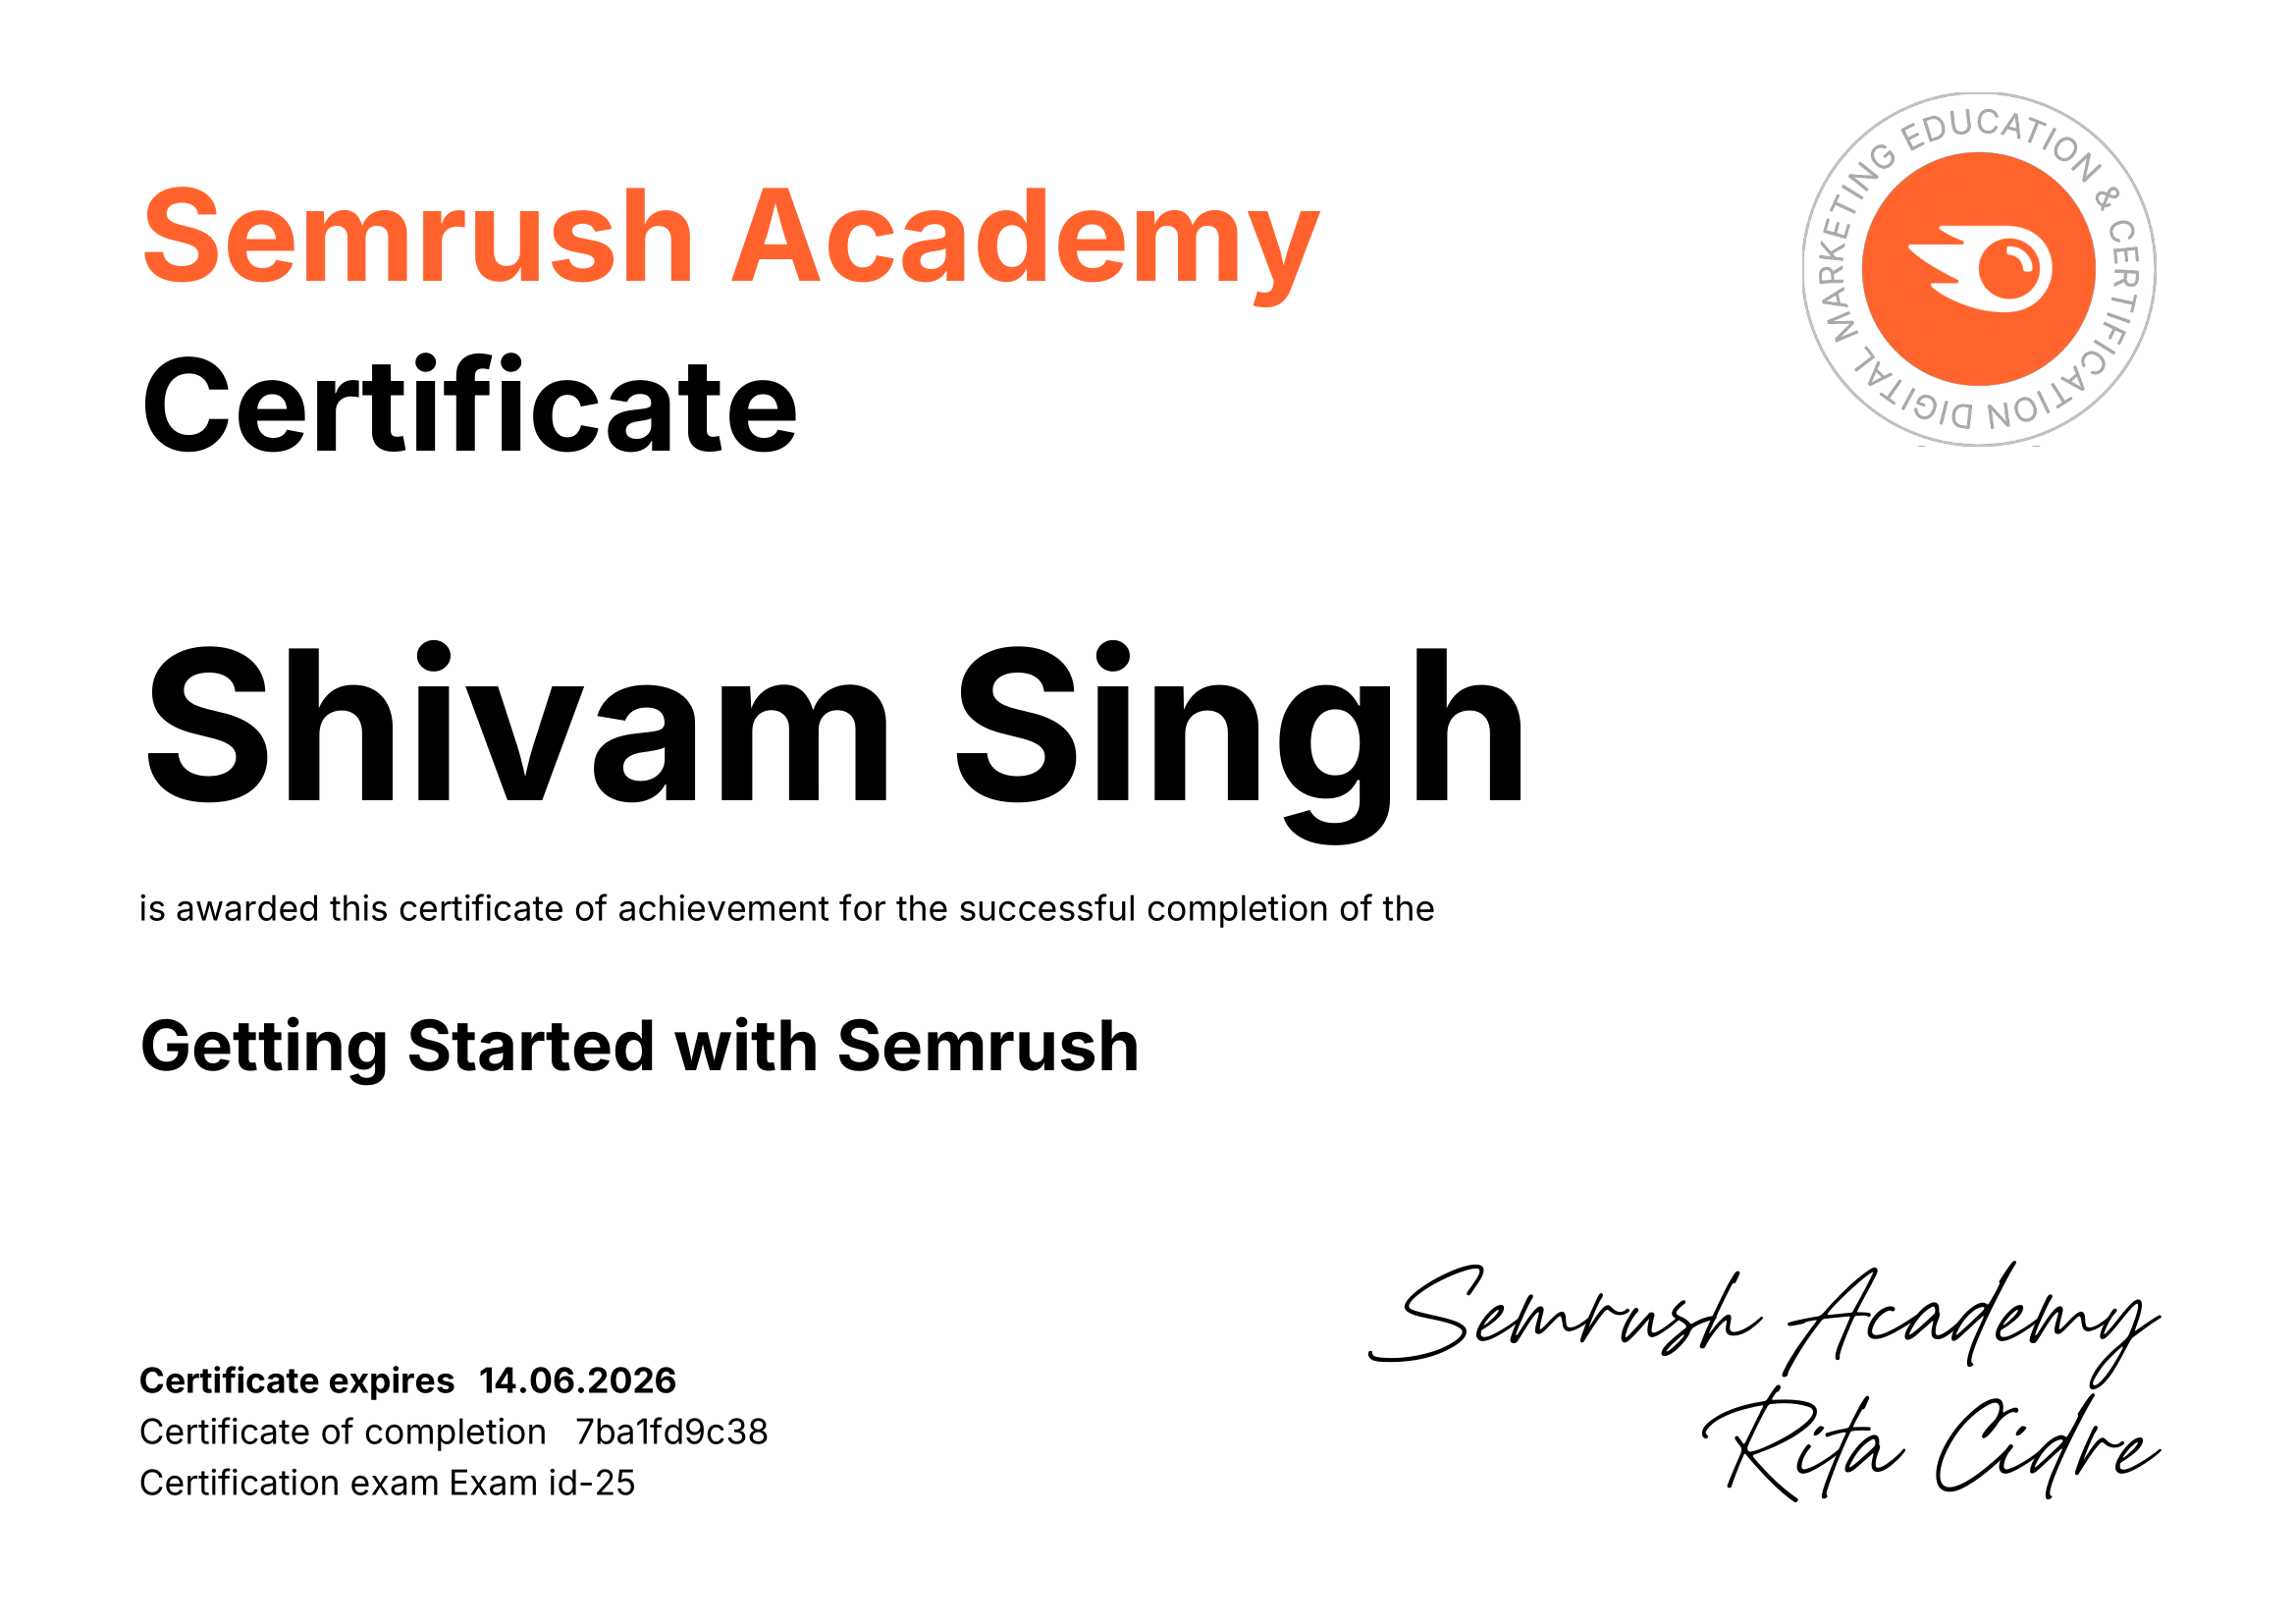 Semrush Academy
Certificate
DIGITAL MARKETING EDUCATION & CERTIFICATION
Shivam Singh
is awarded this certificate of achievement for the successful completion of the
Getting Started with Semrush
Certificate expires 14.06.2026
Certificate of completion 7ba1fd9c38
Certification exam Exam id-25
Semrush Academy
Rita Cidre